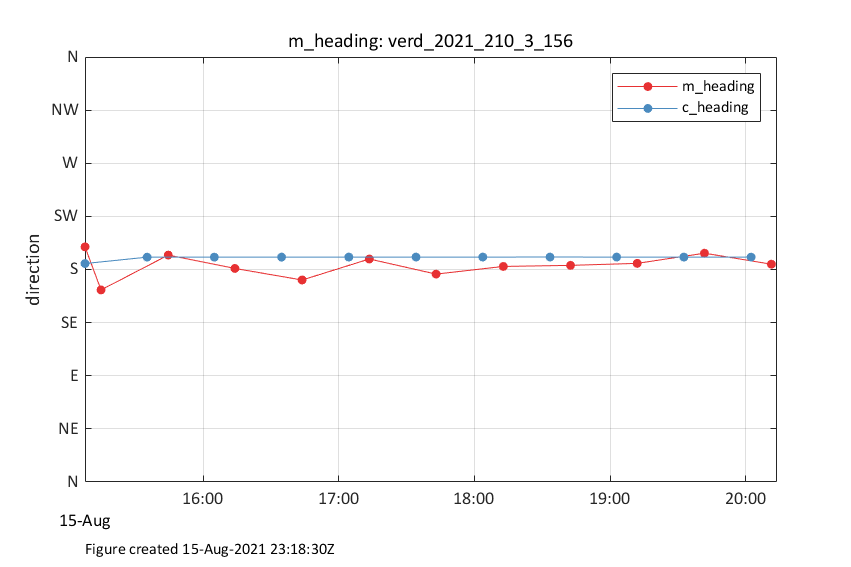 m_heading: verd_2021_210_3_156
N
m_heading
c_heading
NW
W
SW
S
SE
E
NE
N
direction
16:00 17:00 18:00 19:00 20:00
15-Aug
Figure created 15-Aug-2021 23:18:30Z